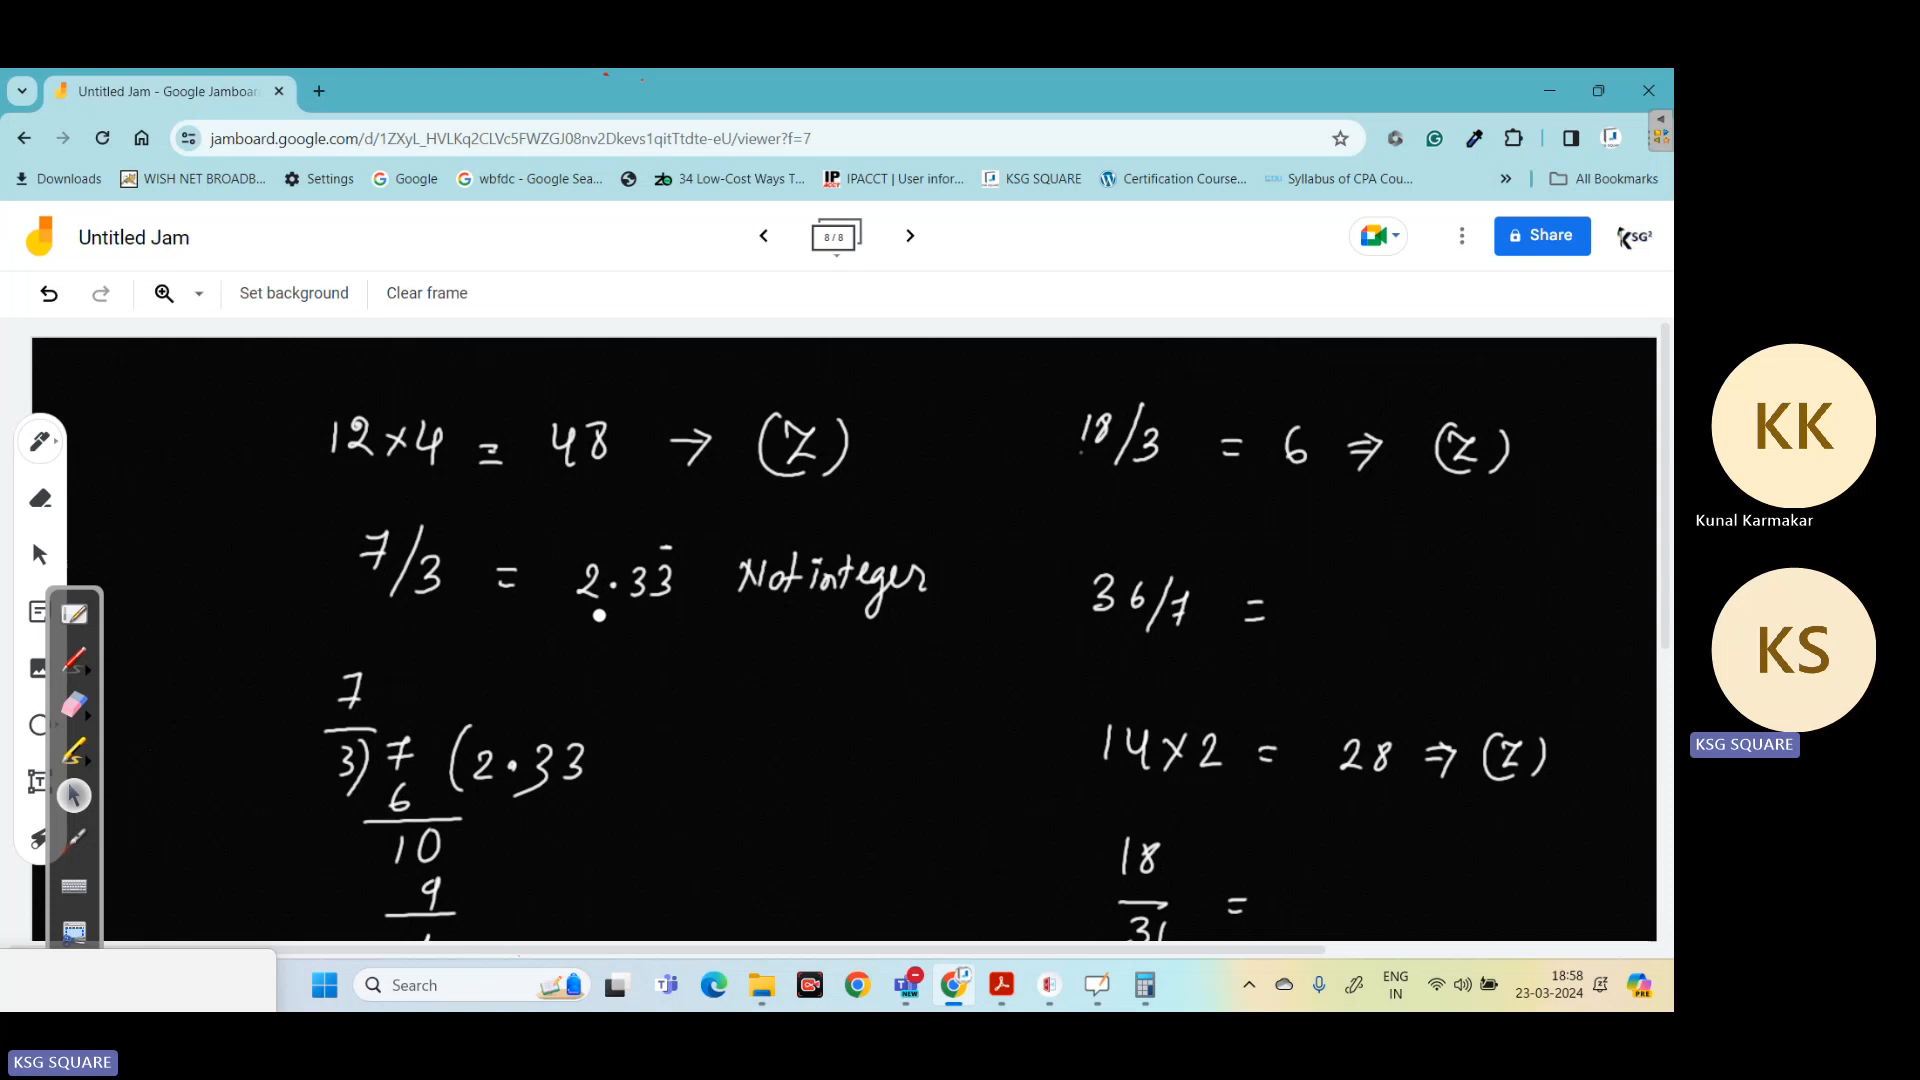 Untitled Jam - Google Jamboar
jamboard.google.com/d/1ZXyL_HVLKq2CLVc5FWZGJ08nv2Dkevs1qitTtdte-eU/viewer?f=7
Downloads WISH NET BROADB... Settings Google wbfdc - Google Sea... 34 Low-Cost Ways T... IPACCT | User infor... KSG SQUARE Certification Course... Syllabus of CPA Cou... » All Bookmarks
Untitled Jam 8 / 8 Share KSG²
Set background Clear frame
12×4 = 48 → (Z)
18/3 = 6 ⇒ (Z)
7/3 = 2.33̄ Not integer
36/7 =
7
3) 7 (2.33
6
10
9
14×2 = 28 ⇒ (Z)
18
31
=
KK
Kunal Karmakar
KS
KSG SQUARE
Search
NEW
ENG
IN
18:58
23-03-2024
PRE
KSG SQUARE